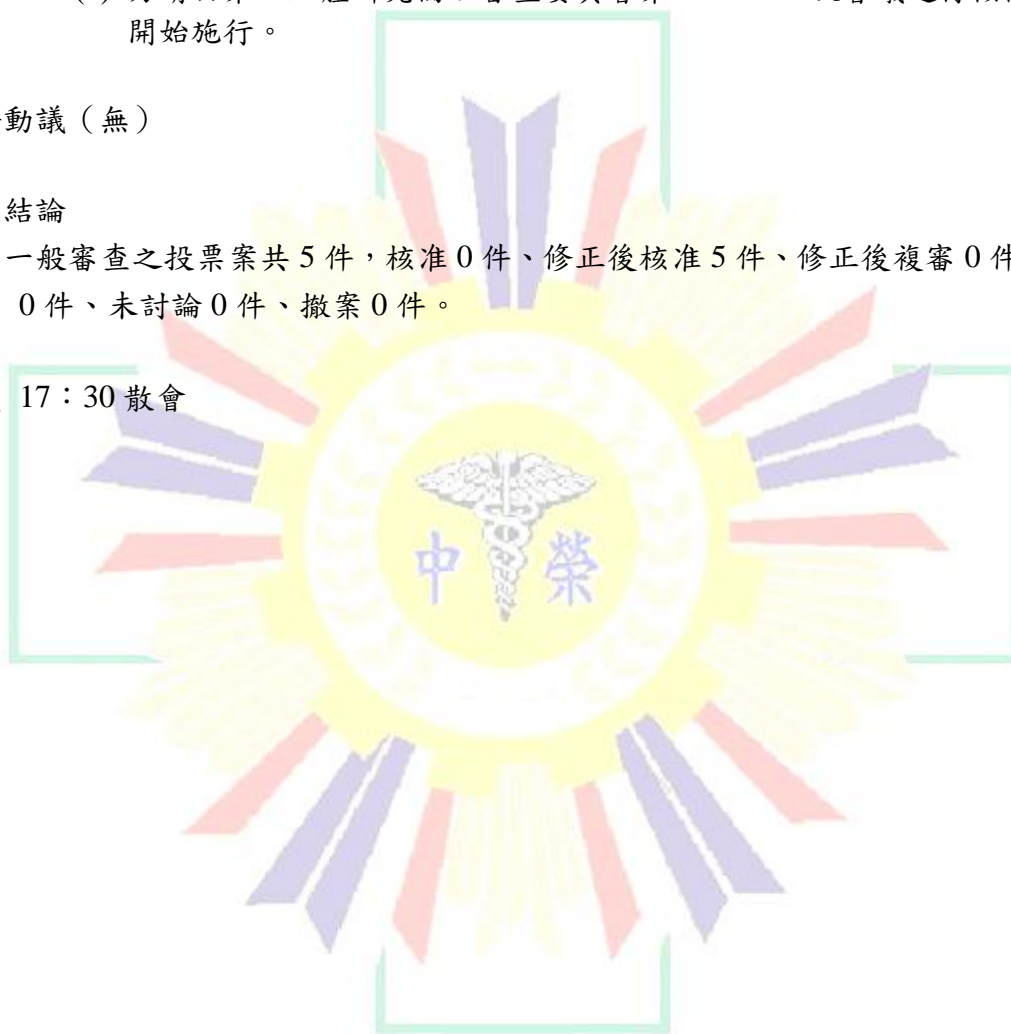 開始施行。
動議（無）
結論
一般審查之投票案共 5 件，核准 0 件、修正後核准 5 件、修正後複審 0 件
0 件、未討論 0 件、撤案 0 件。
17：30 散會
中 榮